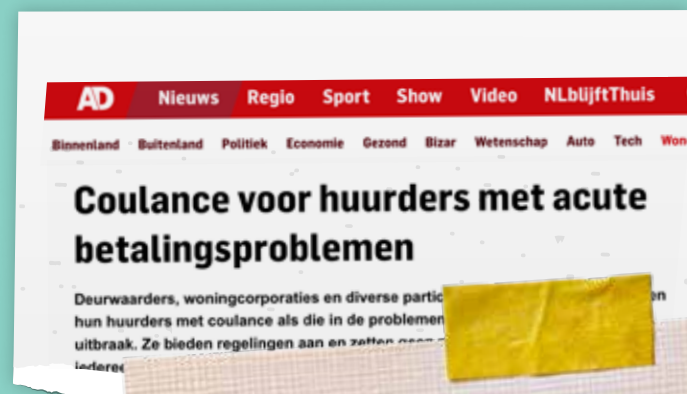 AD Nieuws Regio Sport Show Video NLblijftThuis
Binnenland Buitenland Politiek Economie Gezond Bizar Wetenschap Auto Tech
Coulance voor huurders met acute
betalingsproblemen
Deurwaarders, woningcorporaties en diverse
hun huurders met coulance als die in de problemen
uitbraak. Ze bieden regelingen aan en zetten geen